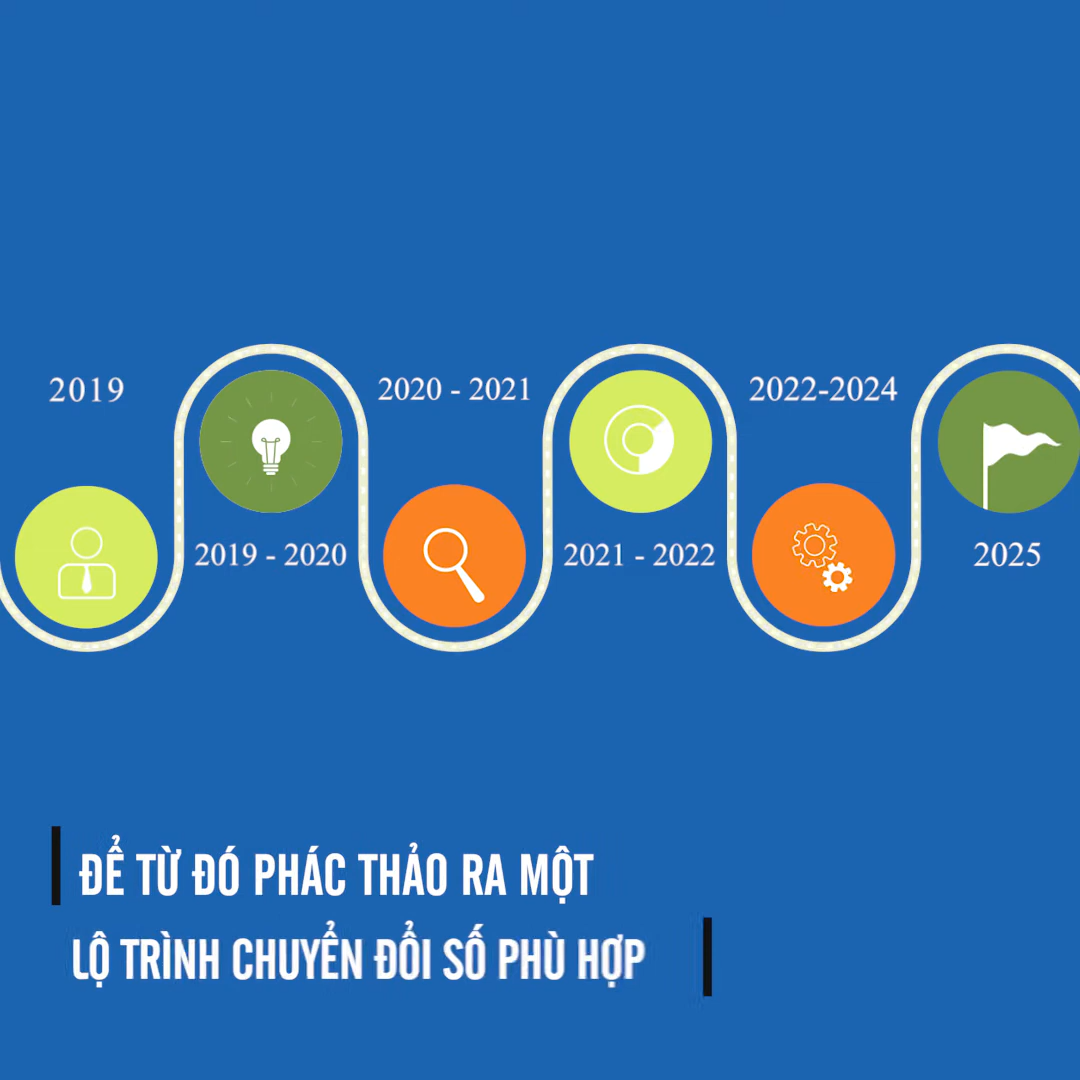 2019
2020 - 2021
2022-2024
2019 - 2020
2021 - 2022
2025
ĐỂ TỪ ĐÓ PHÁC THẢO RA MỘT
LỘ TRÌNH CHUYỂN ĐỔI SỐ PHÙ HỢP